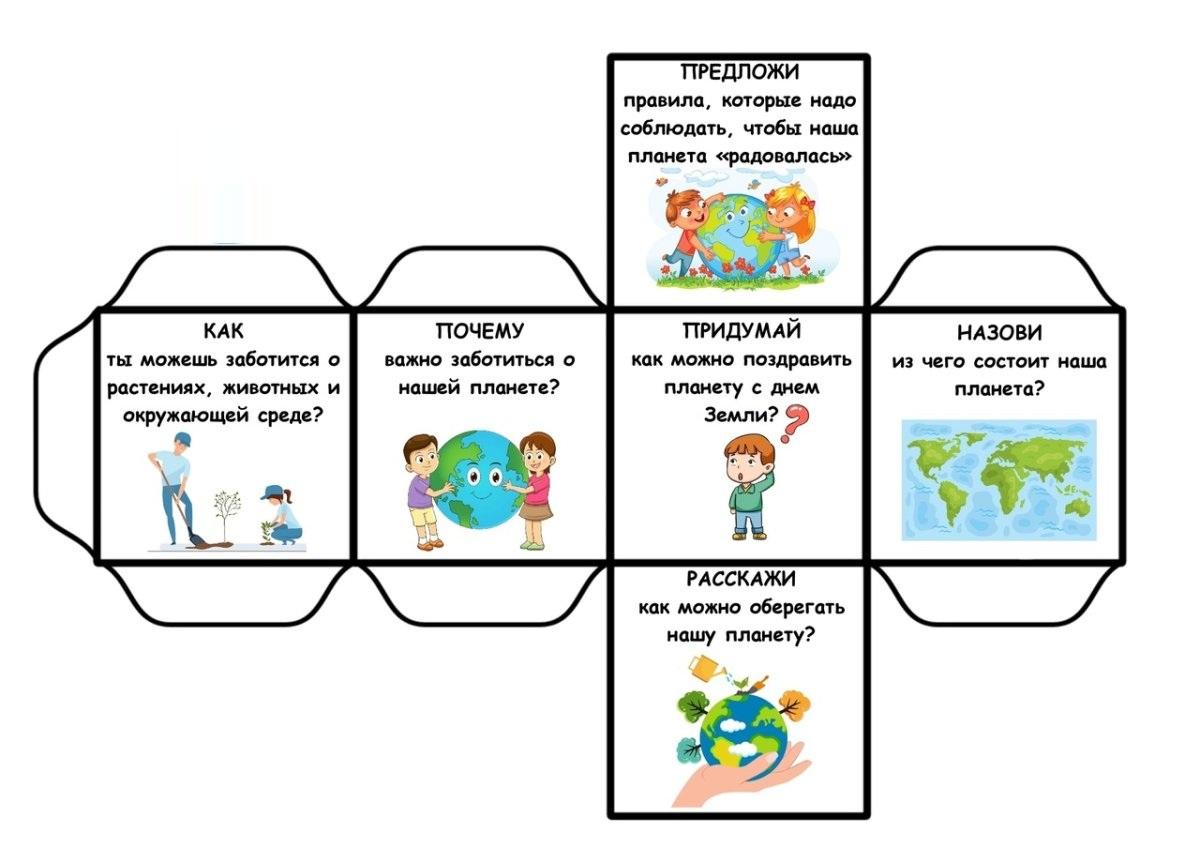 ПРЕДЛОЖИ
правила, которые надо
соблюдать, чтобы наша
планета «радовалась»
КАК
ты можешь заботится о
растениях, животных и
окружающей среде?
ПОЧЕМУ
важно заботиться о
нашей планете?
ПРИДУМАЙ
как можно поздравить
планету с днем
Земли?
НАЗОВИ
из чего состоит наша
планета?
РАССКАЖИ
как можно оберегать
нашу планету?